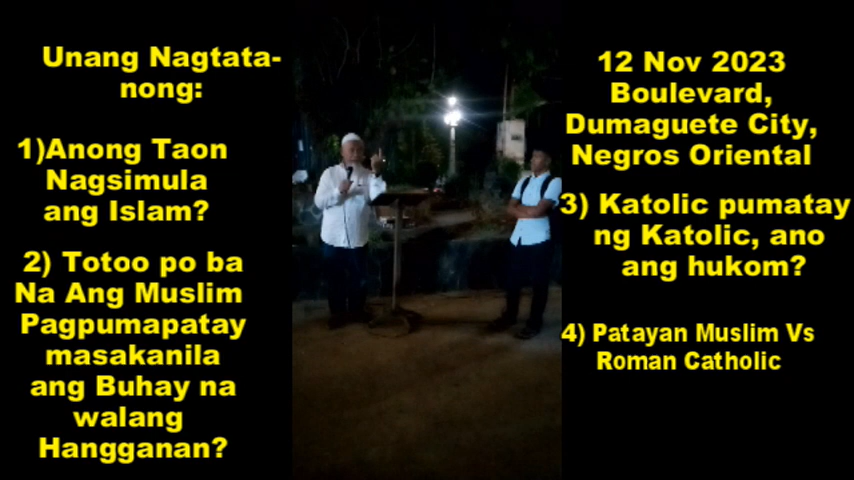 Unang Nagtata-
nong:
1)Anong Taon
Nagsimula
ang Islam?
2) Totoo po ba
Na Ang Muslim
Pagpumapatay
masakanila
ang Buhay na
walang
Hangganan?
12 Nov 2023
Boulevard,
Dumaguete City,
Negros Oriental
3) Katolic pumatay
ng Katolic, ano
ang hukom?
4) Patayan Muslim Vs
Roman Catholic